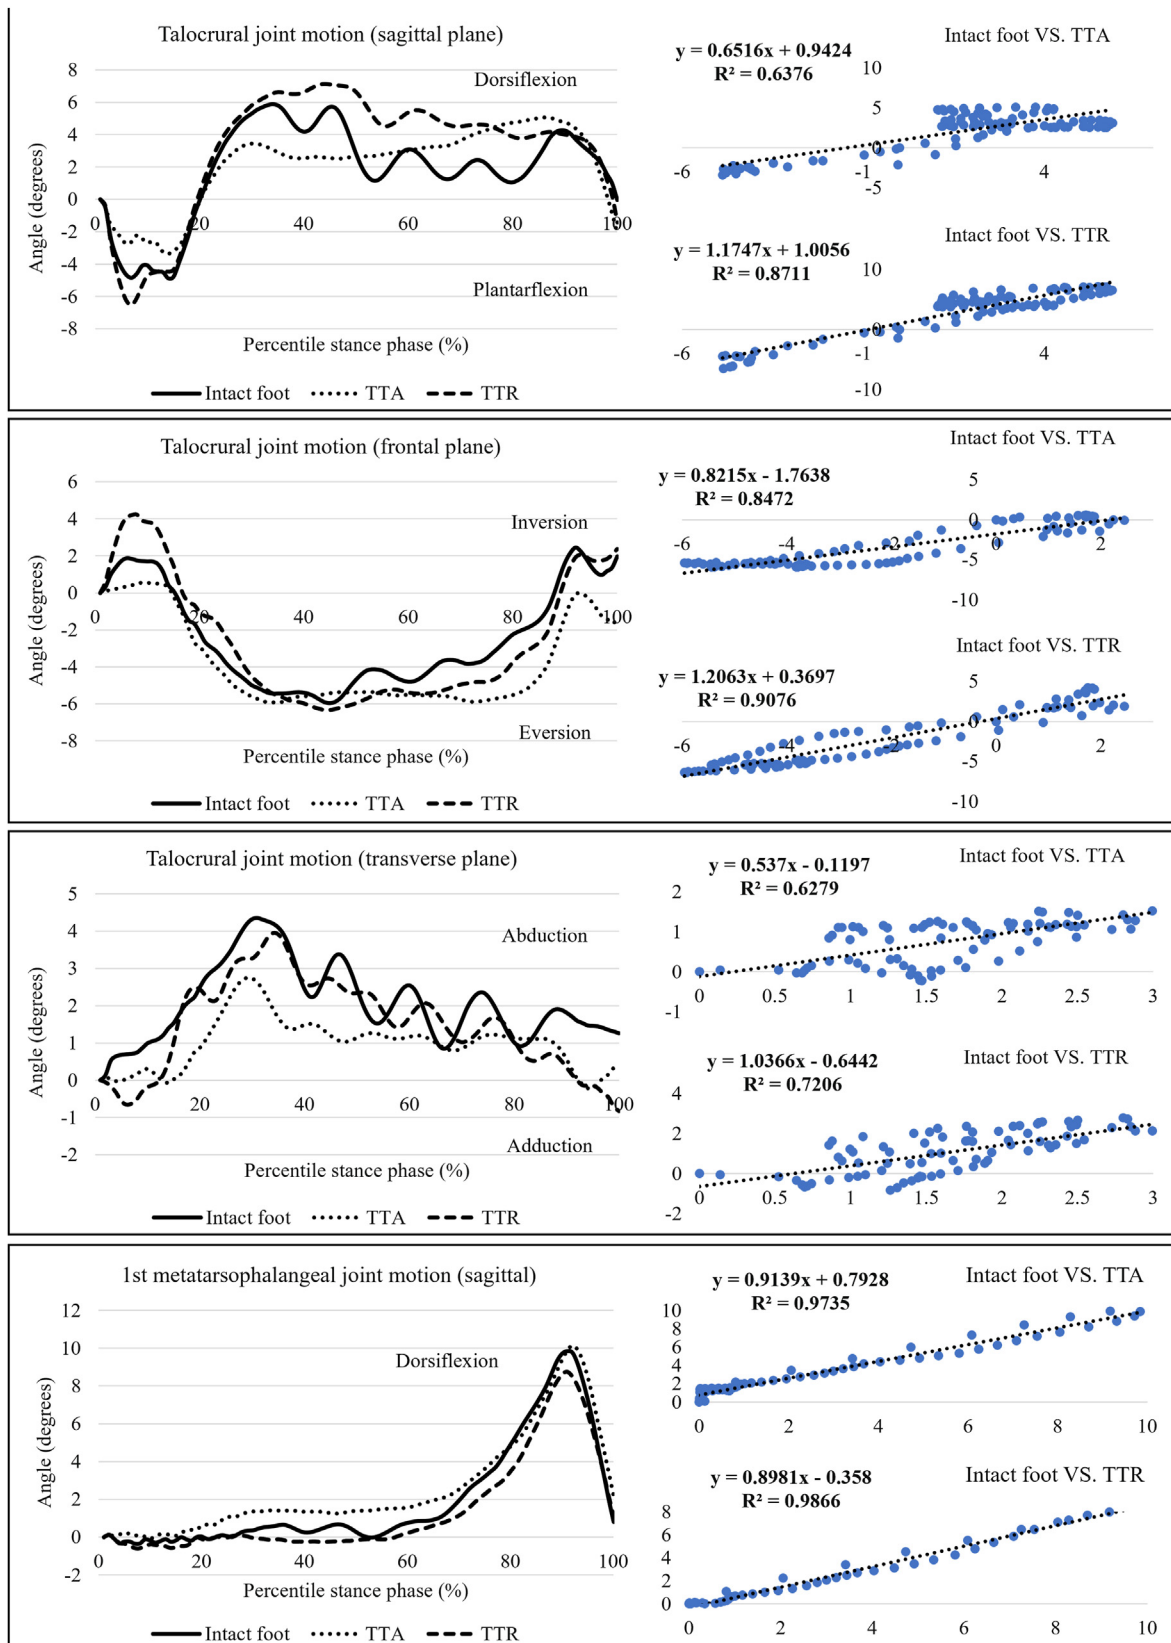 Talocrural joint motion (sagittal plane)
8
6
4
2
0
-2
-4
-6
-8
Angle (degrees)
Dorsiflexion
Plantarflexion
0 20 40 60 80 100
Percentile stance phase (%)
Intact foot TTA TTR
Intact foot VS. TTA
y = 0.6516x + 0.9424
R² = 0.6376
10
5
0
-5
-6 -1 4
Intact foot VS. TTR
y = 1.1747x + 1.0056
R² = 0.8711
10
0
-10
-6 -1 4
Talocrural joint motion (frontal plane)
6
4
2
0
-2
-4
-6
-8
Angle (degrees)
Inversion
Eversion
0 20 40 60 80 100
Percentile stance phase (%)
Intact foot TTA TTR
Intact foot VS. TTA
y = 0.8215x - 1.7638
R² = 0.8472
5
0
-5
-10
-6 -4 -2 0 2
Intact foot VS. TTR
y = 1.2063x + 0.3697
R² = 0.9076
5
0
-5
-10
-6 -4 -2 0 2
Talocrural joint motion (transverse plane)
5
4
3
2
1
0
-1
-2
Angle (degrees)
Abduction
Adduction
0 20 40 60 80 100
Percentile stance phase (%)
Intact foot TTA TTR
Intact foot VS. TTA
y = 0.537x - 0.1197
R² = 0.6279
2
1
0
-1
0 0.5 1 1.5 2 2.5 3
Intact foot VS. TTR
y = 1.0366x - 0.6442
R² = 0.7206
4
2
0
-2
0 0.5 1 1.5 2 2.5 3
1st metatarsophalangeal joint motion (sagittal)
12
10
8
6
4
2
0
-2
Angle (degrees)
Dorsiflexion
0 20 40 60 80 100
Percentile stance phase (%)
Intact foot TTA TTR
Intact foot VS. TTA
y = 0.9139x + 0.7928
R² = 0.9735
10
8
6
4
2
0
0 2 4 6 8 10
Intact foot VS. TTR
y = 0.8981x - 0.358
R² = 0.9866
8
6
4
2
0
0 2 4 6 8 10